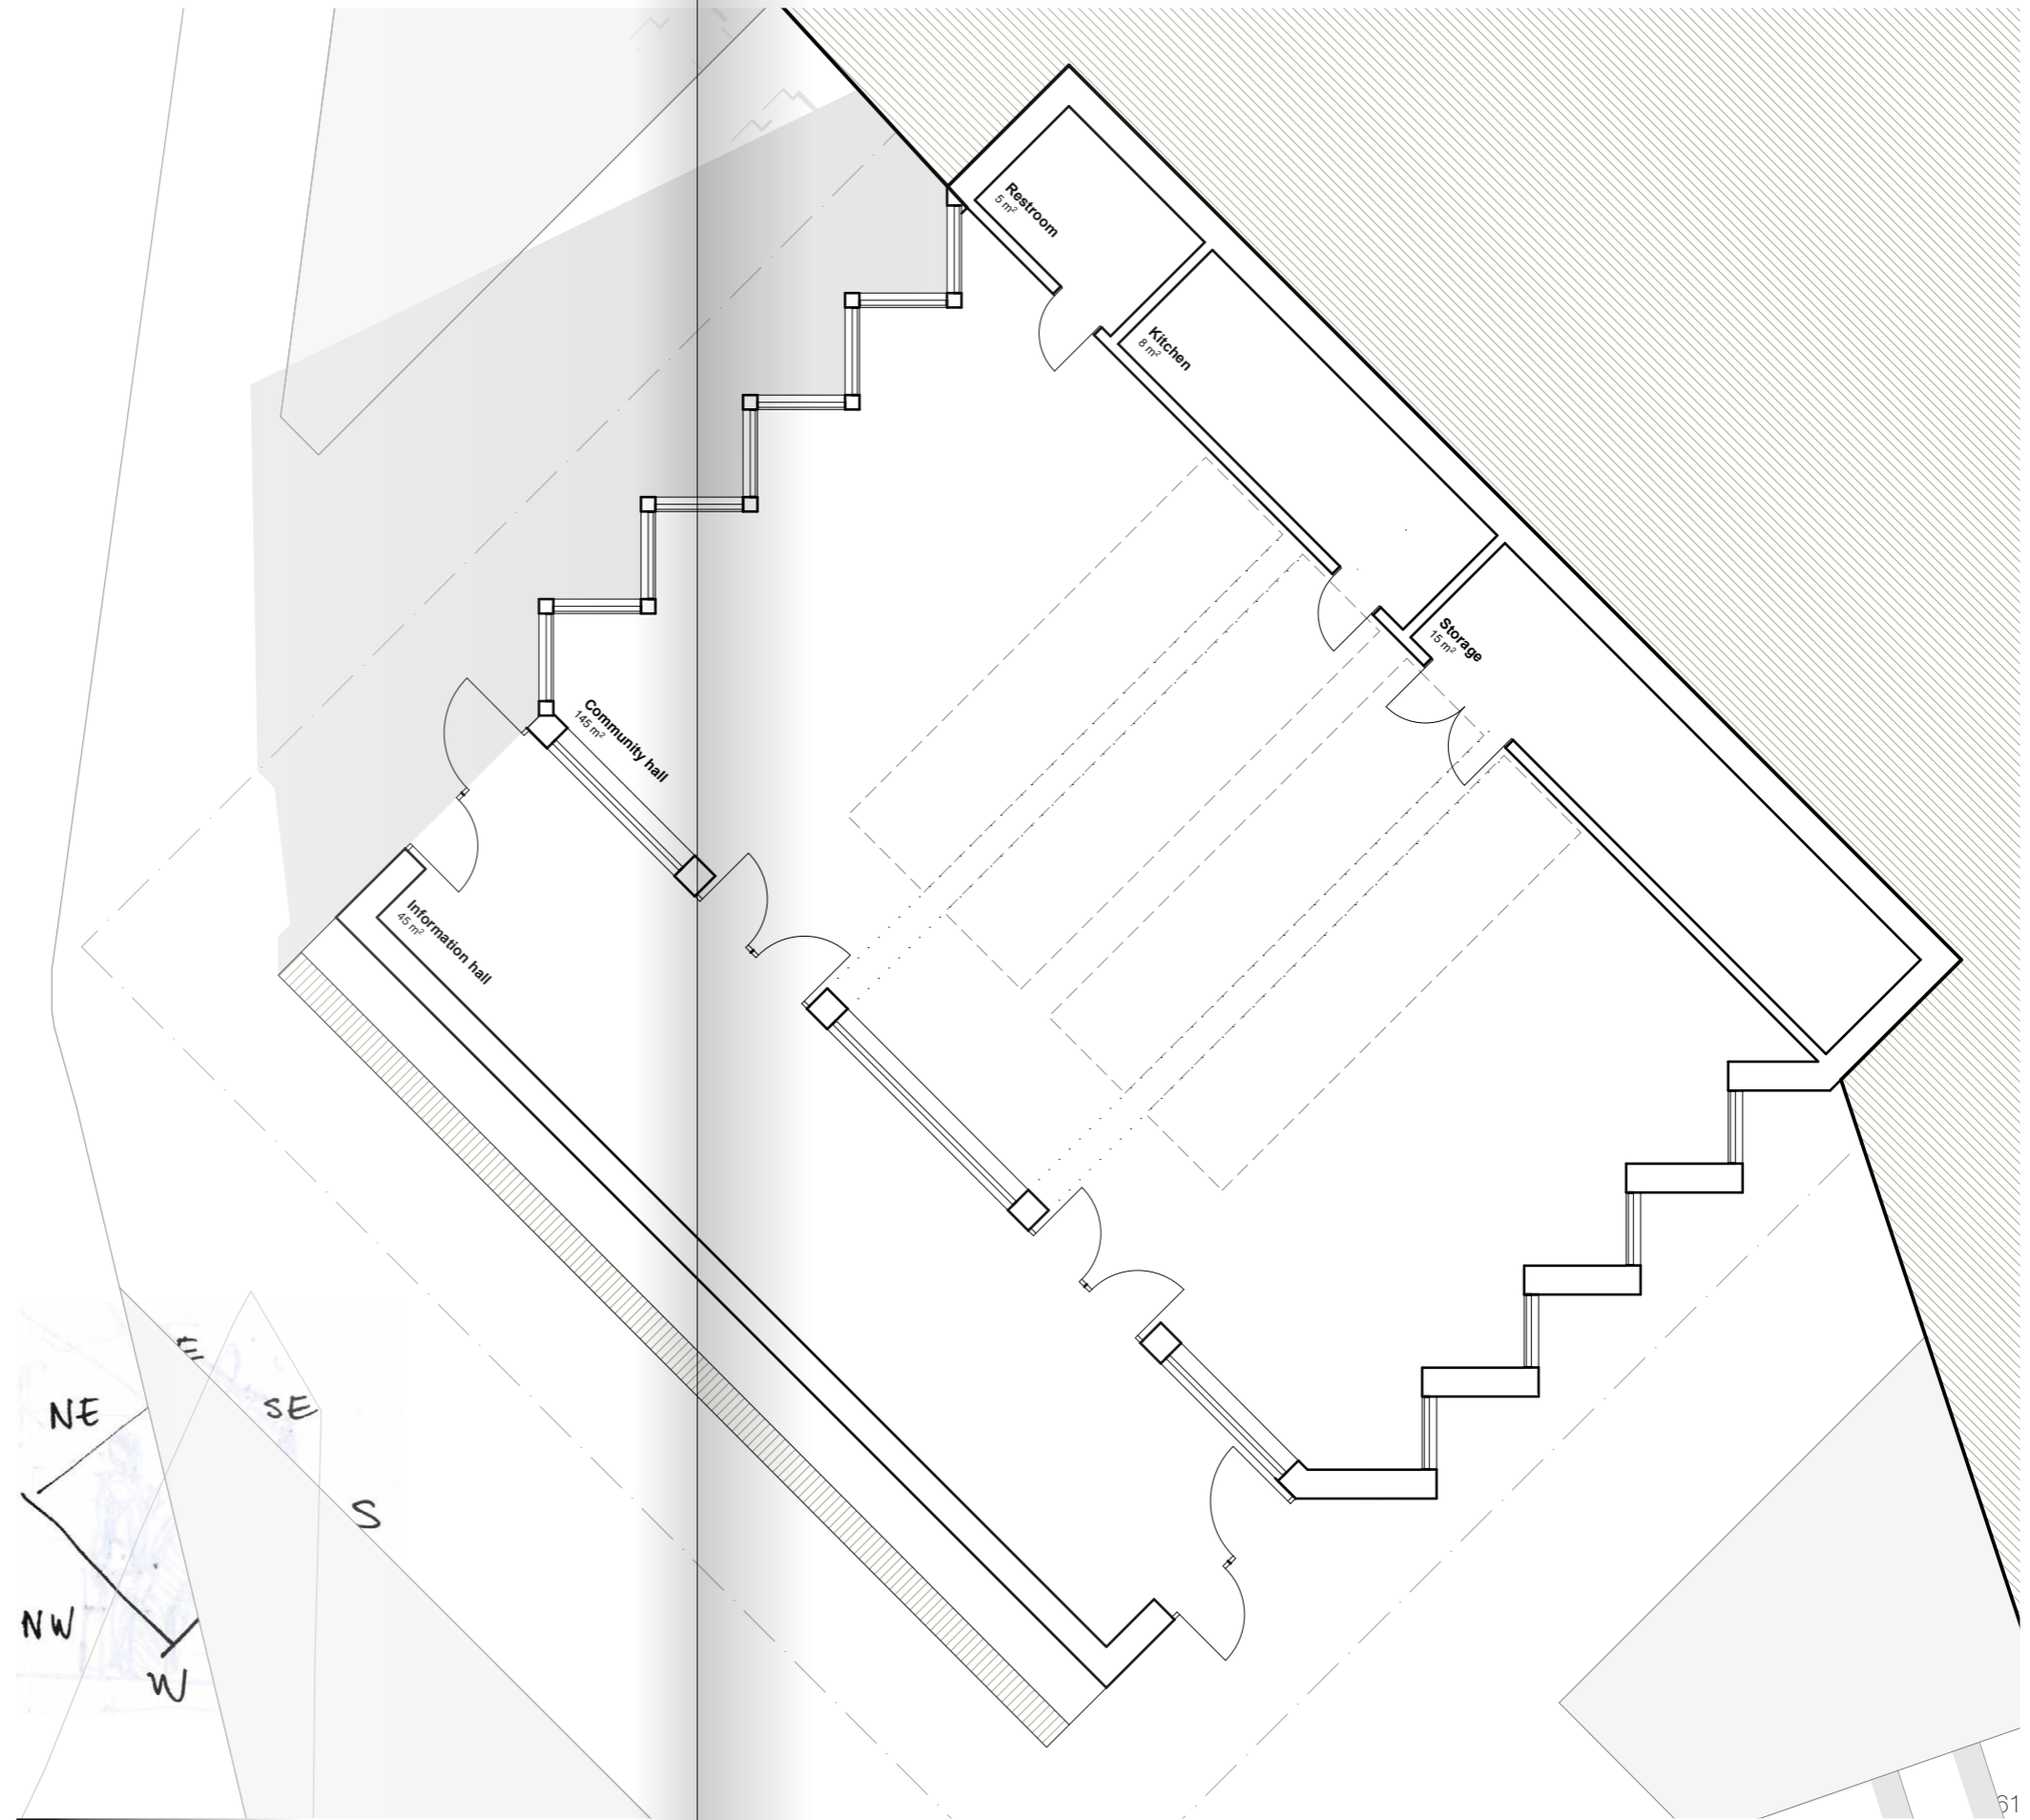 Restroom
5 m²
Kitchen
8 m²
Storage
15 m²
Community hall
145 m²
Information hall
45 m²
E
NE
SE
S
NW
W
61